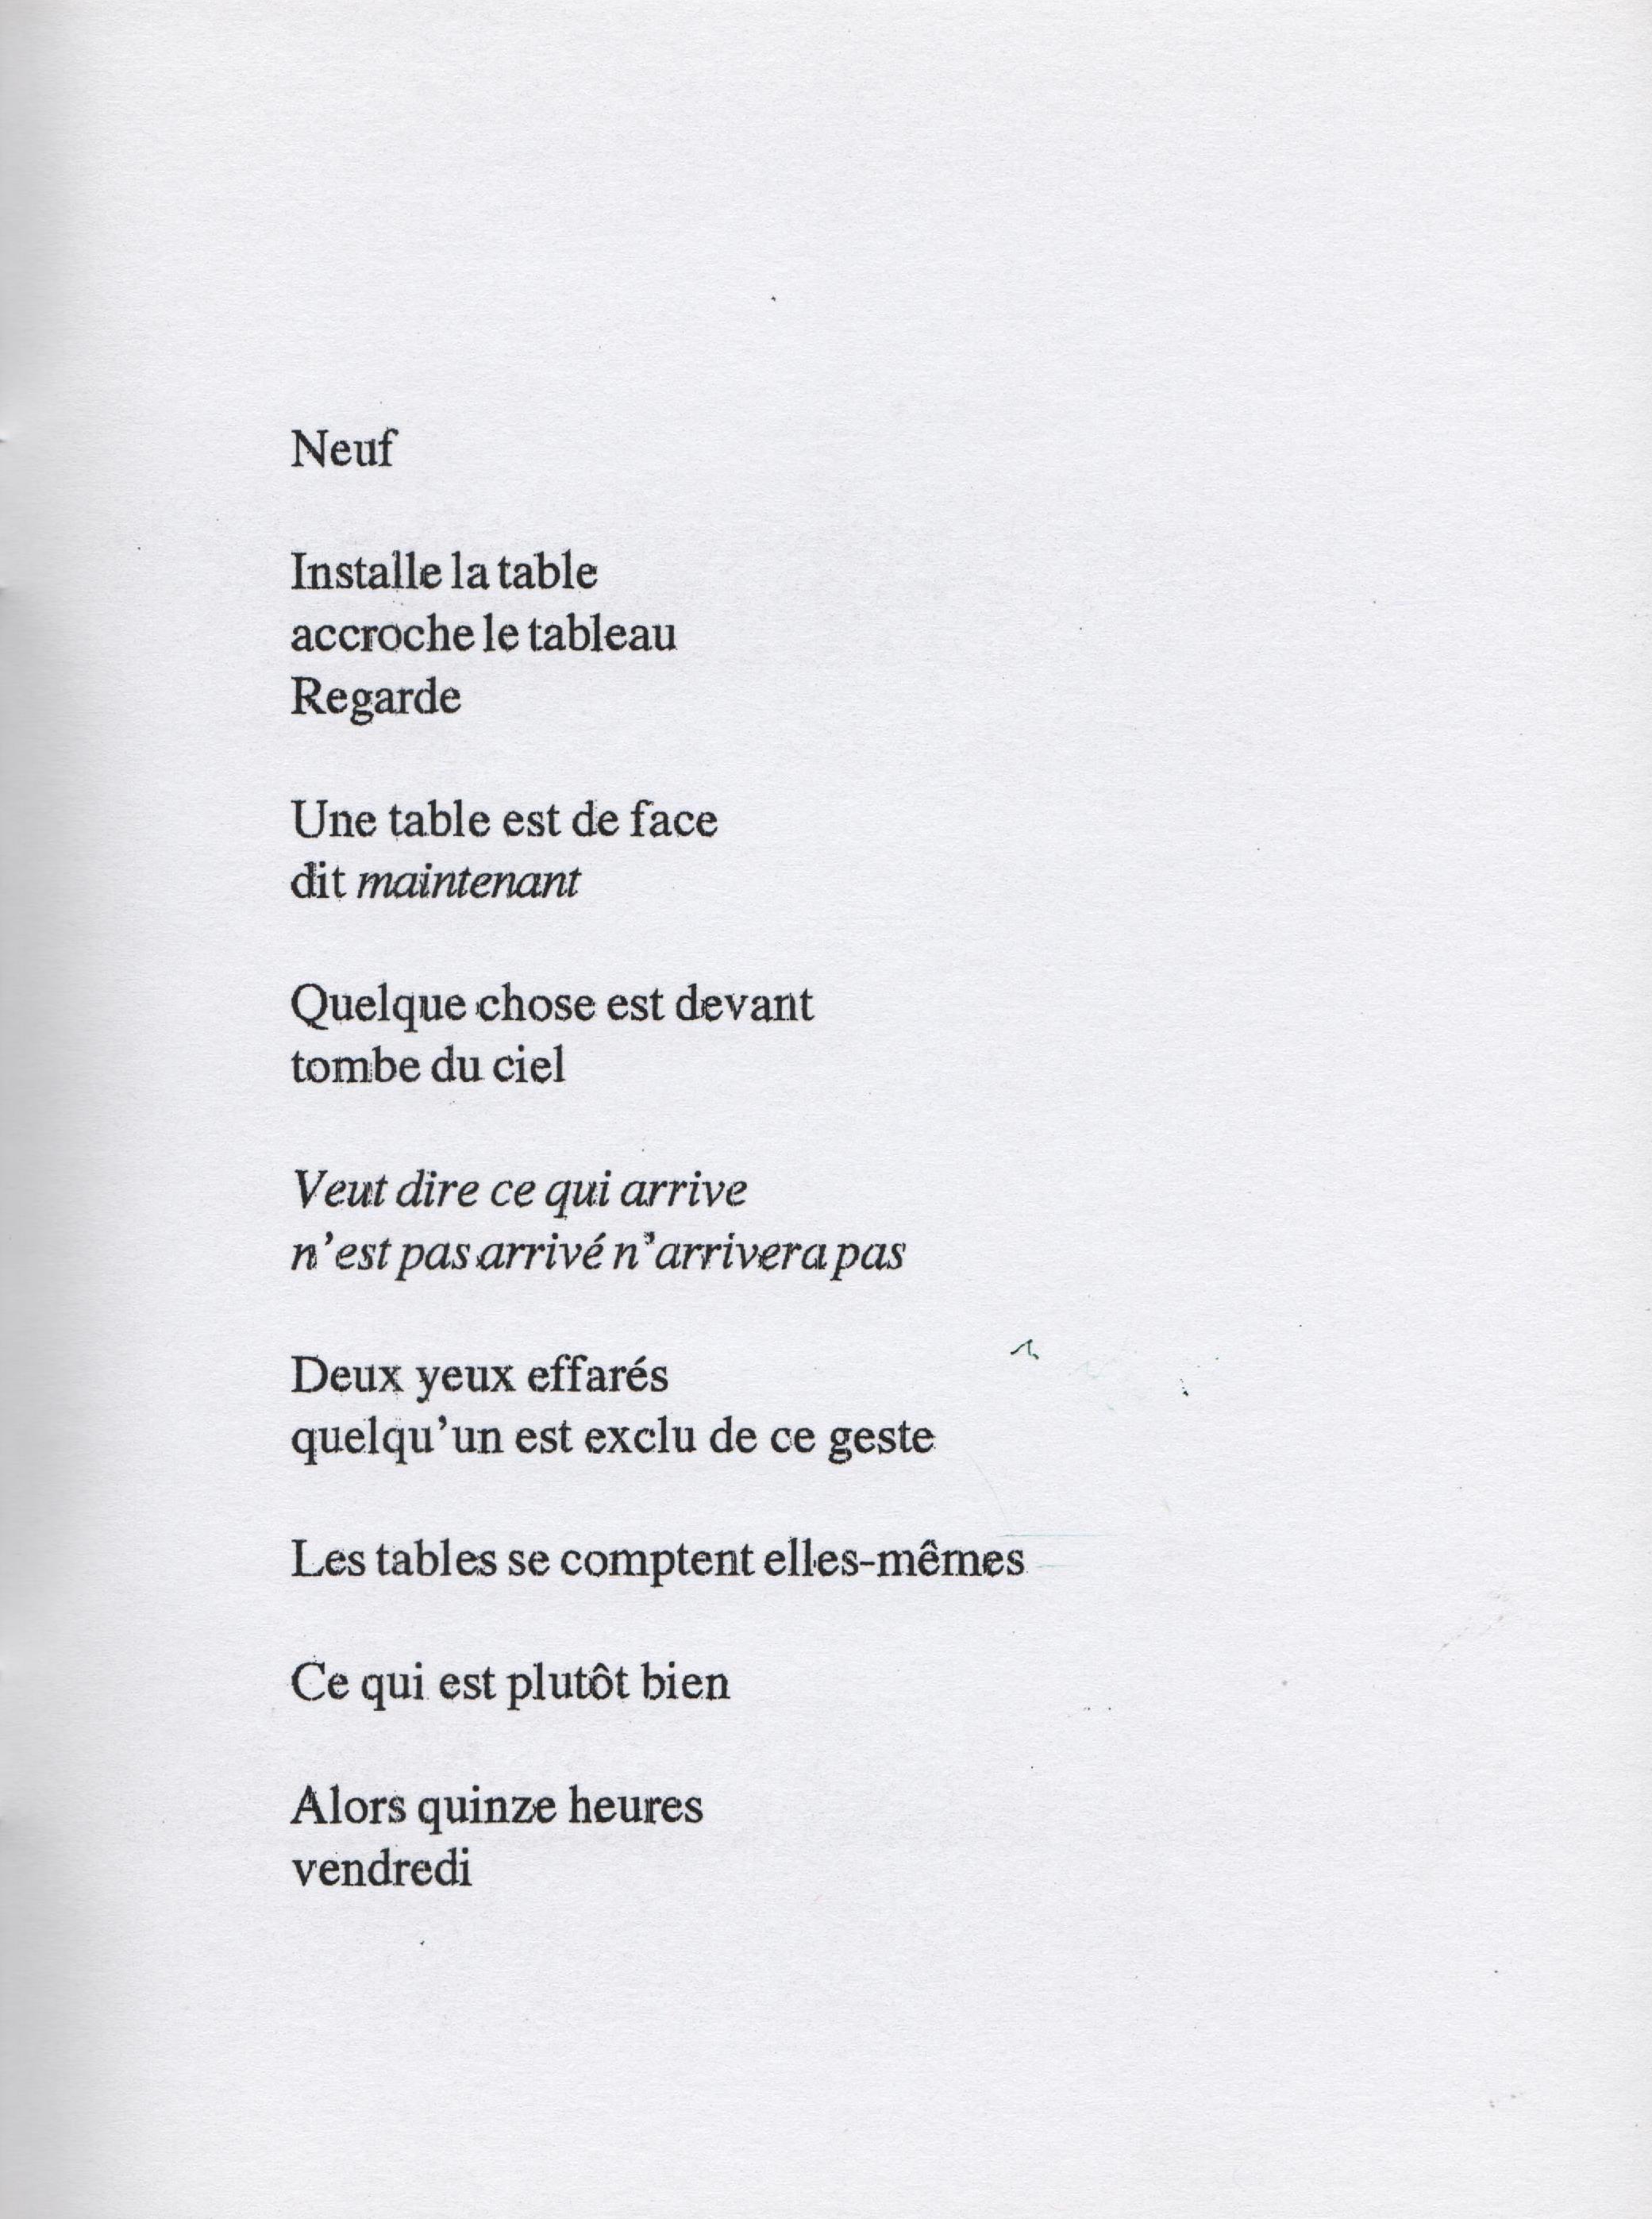 Neuf
Installe la table
accroche le tableau
Regarde
Une table est de face
dit maintenant
Quelque chose est devant
tombe du ciel
Veut dire ce qui arrive
n’est pas arrivé n’arrivera pas
Deux yeux effarés
quelqu’un est exclu de ce geste
Les tables se comptent elles-mêmes
Ce qui est plutôt bien
Alors quinze heures
vendredi